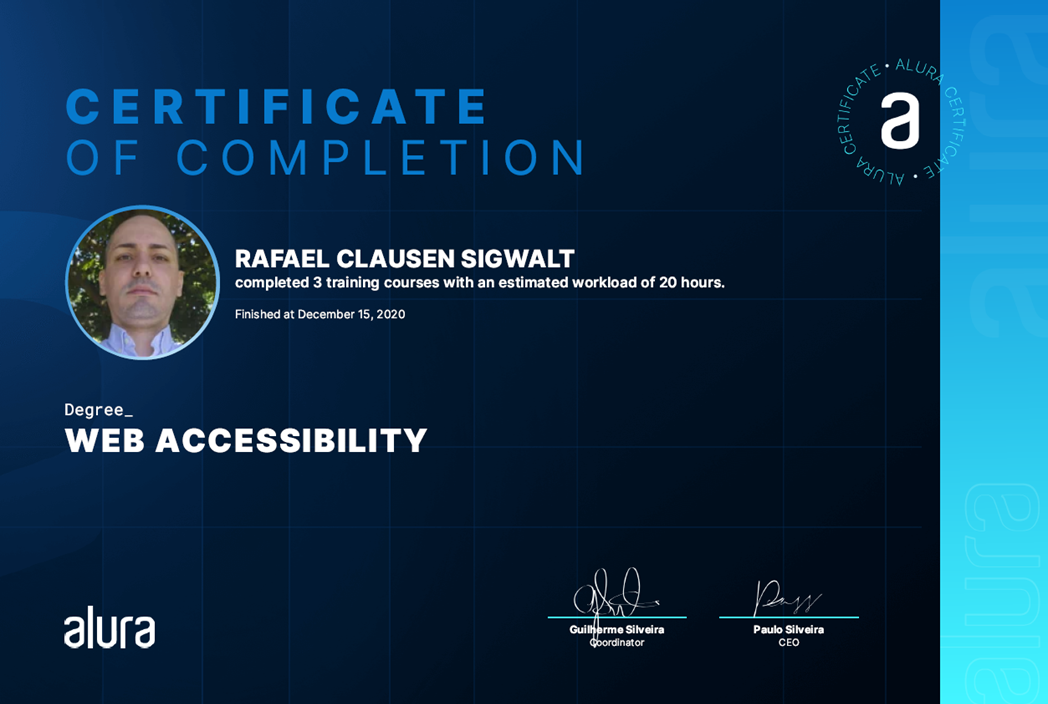 CERTIFICATE
OF COMPLETION
ALURA CERTIFICATE • ALURA CERTIFICATE •
a
RAFAEL CLAUSEN SIGWALT
completed 3 training courses with an estimated workload of 20 hours.
Finished at December 15, 2020
Degree_
WEB ACCESSIBILITY
alura
Guilherme Silveira
Coordinator
Paulo Silveira
CEO
alura
alura